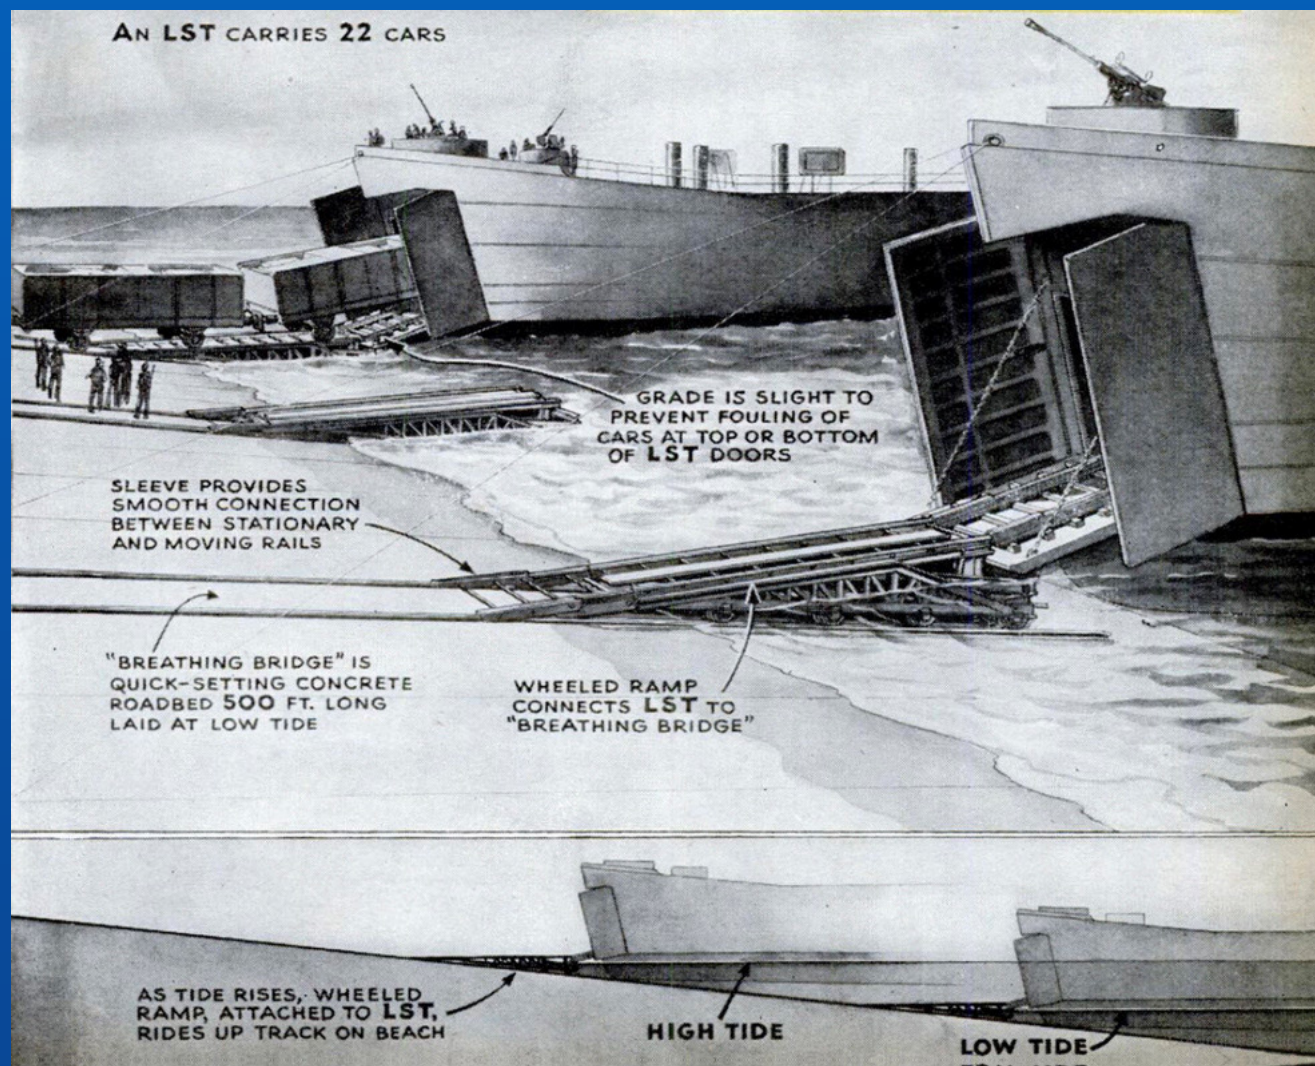 AN LST CARRIES 22 CARS
GRADE IS SLIGHT TO
PREVENT FOULING OF
CARS AT TOP OR BOTTOM
OF LST DOORS
SLEEVE PROVIDES
SMOOTH CONNECTION
BETWEEN STATIONARY
AND MOVING RAILS
"BREATHING BRIDGE" IS
QUICK-SETTING CONCRETE
ROADBED 500 FT. LONG
LAID AT LOW TIDE
WHEELED RAMP
CONNECTS LST TO
"BREATHING BRIDGE"
AS TIDE RISES, WHEELED
RAMP, ATTACHED TO LST,
RIDES UP TRACK ON BEACH
HIGH TIDE
LOW TIDE